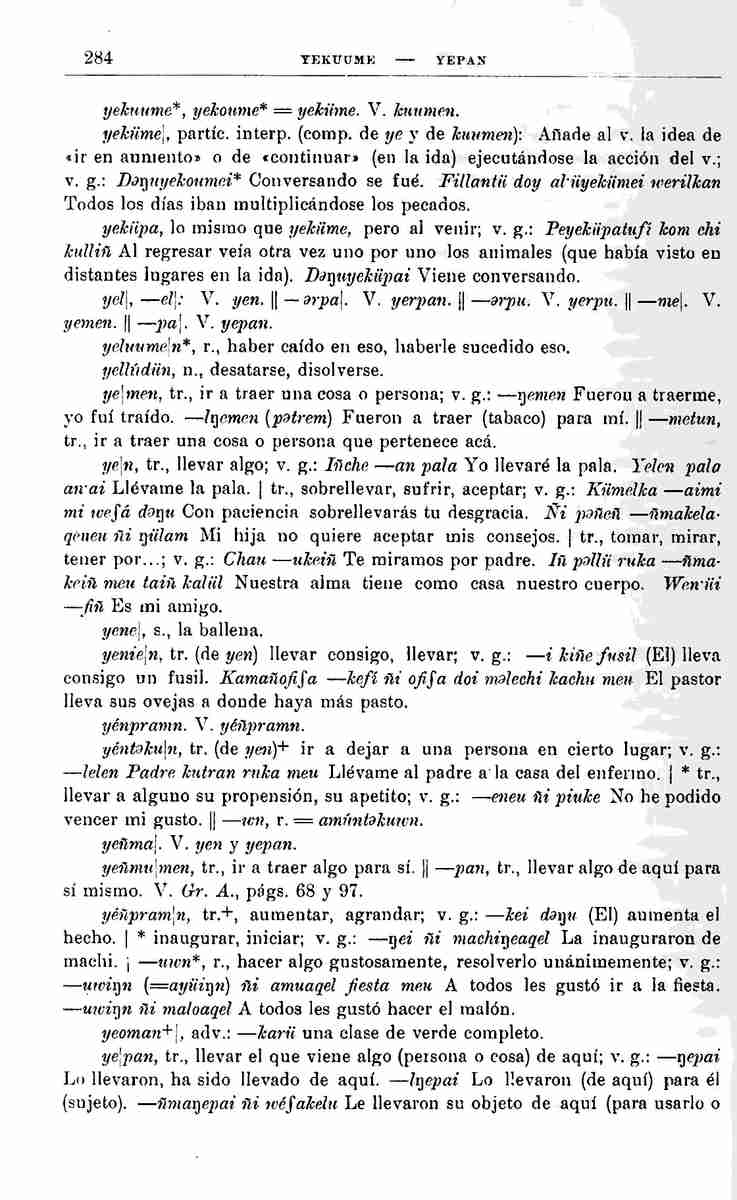 284 YEKUUME — YEPAN
yekuume*, yekoume* = yeküme. V. kuumen.
yeküme|, partíc. interp. (comp. de ye y de kuumen): Añade al v. la idea de
«ir en aumento» o de «continuar» (en la ida) ejecutándose la acción del v.;
v. g.: Dəŋuyekoumei* Conversando se fué. Fillantü doy al·üyekümei werilkan
Todos los días iban multiplicándose los pecados.
yeküpa, lo mismo que yeküme, pero al venir; v. g.: Peyeküpatufí kom chi
kulliñ Al regresar veía otra vez uno por uno los animales (que había visto en
distantes lugares en la ida). Dəŋuyeküpai Viene conversando.
yel|, —el|: V. yen. || —ərpa|. V. yerpan. || —ərpu. V. yerpu. || —me|. V.
yemen. || —pa|. V. yepan.
yeluume|n*, r., haber caído en eso, haberle sucedido eso.
yellúdün, n., desatarse, disolverse.
ye|men, tr., ir a traer una cosa o persona; v. g.: —ŋemen Fueron a traerme,
yo fuí traído. —lŋemen (pətrem) Fueron a traer (tabaco) para mí. || —metun,
tr., ir a traer una cosa o persona que pertenece acá.
ye|n, tr., llevar algo; v. g.: Iñche —an pala Yo llevaré la pala. Yelen pala
an·ai Llévame la pala. | tr., sobrellevar, sufrir, aceptar; v. g.: Kümelka —aimi
mi weʃá dəŋu Con paciencia sobrellevarás tu desgracia. Ñi pəñeñ —ñmakela-
qeneu ñi ŋülam Mi hija no quiere aceptar mis consejos. | tr., tomar, mirar,
tener por...; v. g.: Chau —ukeiñ Te miramos por padre. Iñ pəllü ruka —ñma-
keiñ meu taiñ kalül Nuestra alma tiene como casa nuestro cuerpo. Wen·üi
—fiñ Es mi amigo.
yene|, s., la ballena.
yenie|n, tr. (de yen) llevar consigo, llevar; v. g.: —i kiñe fusil (El) lleva
consigo un fusil. Kamañofiʃa —kefí ñi ofiʃa doi məlechi kachu meu El pastor
lleva sus ovejas a donde haya más pasto.
yénpramn. V. yéñpramn.
yéntəku|n, tr. (de yen)+ ir a dejar a una persona en cierto lugar; v. g.:
—lelen Padre kutran ruka meu Llévame al padre a la casa del enfermo. | * tr.,
llevar a alguno su propensión, su apetito; v. g.: —eneu ñi piuke No he podido
vencer mi gusto. || —wn, r. = amúntəkuwn.
yeñma|. V. yen y yepan.
yeñmu|men, tr., ir a traer algo para sí. || —pan, tr., llevar algo de aquí para
sí mismo. V. Gr. A., págs. 68 y 97.
yéñpram|n, tr.+, aumentar, agrandar; v. g.: —kei dəŋu (El) aumenta el
hecho. | * inaugurar, iniciar; v. g.: —ŋei ñi machiŋeaqel La inauguraron de
machi. | —uwn*, r., hacer algo gustosamente, resolverlo unánimemente; v. g.:
—uwiŋn (=ayüiŋn) ñi amuaqel fiesta meu A todos les gustó ir a la fiesta.
—uwiŋn ñi maloaqel A todos les gustó hacer el malón.
yeoman+|, adv.: —karü una clase de verde completo.
ye|pan, tr., llevar el que viene algo (persona o cosa) de aquí; v. g.: —ŋepai
Lo llevaron, ha sido llevado de aquí. —lŋepai Lo llevaron (de aquí) para él
(sujeto). —ñmaŋepai ñi wéʃakelu Le llevaron su objeto de aquí (para usarlo o